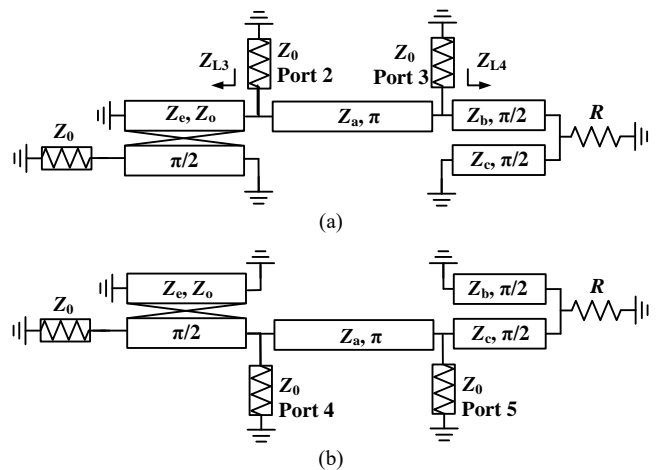 Z0 Z0
ZL3 Port 2 Port 3 ZL4
Ze, Zo Za, π Zb, π/2 R
Z0 π/2 Zc, π/2
(a)
Z0 Ze, Zo Zb, π/2 R
π/2 Za, π Zc, π/2
Z0 Z0
Port 4 Port 5
(b)